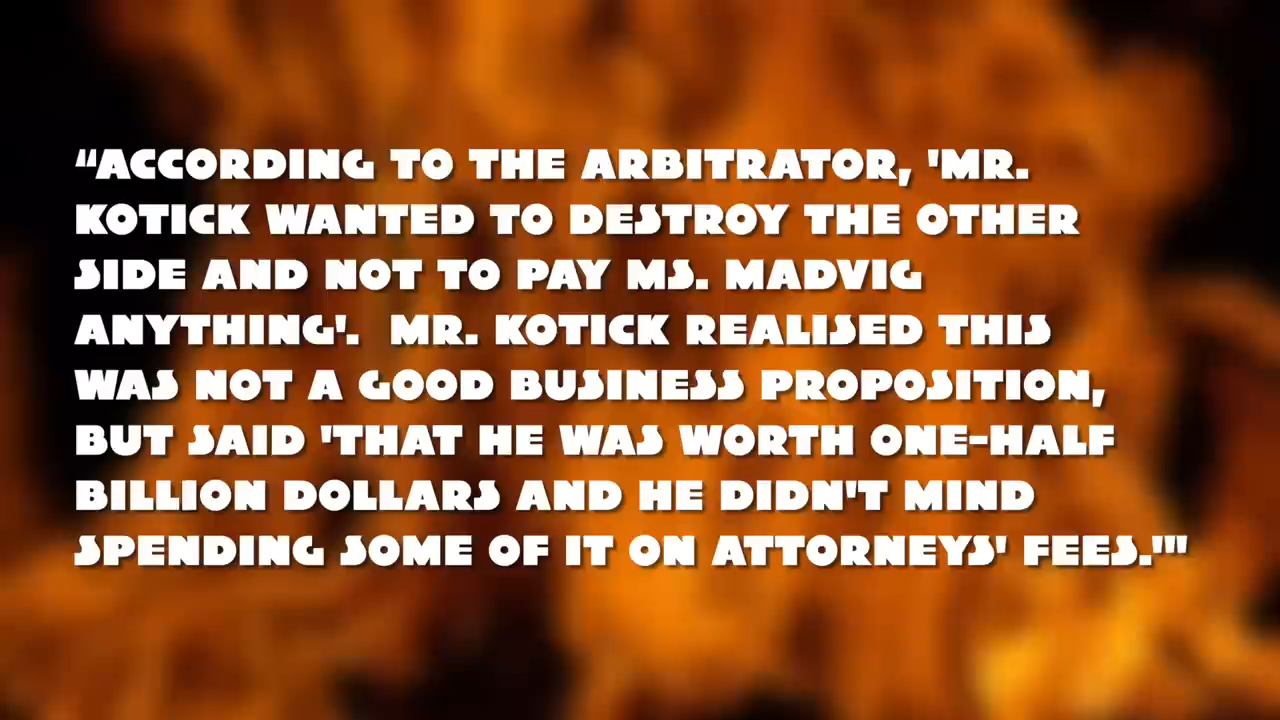 “ACCORDING TO THE ARBITRATOR, 'MR.
KOTICK WANTED TO DESTROY THE OTHER
SIDE AND NOT TO PAY MS. MADVIG
ANYTHING'.  MR. KOTICK REALISED THIS
WAS NOT A GOOD BUSINESS PROPOSITION,
BUT SAID 'THAT HE WAS WORTH ONE-HALF
BILLION DOLLARS AND HE DIDN'T MIND
SPENDING SOME OF IT ON ATTORNEYS' FEES.'"